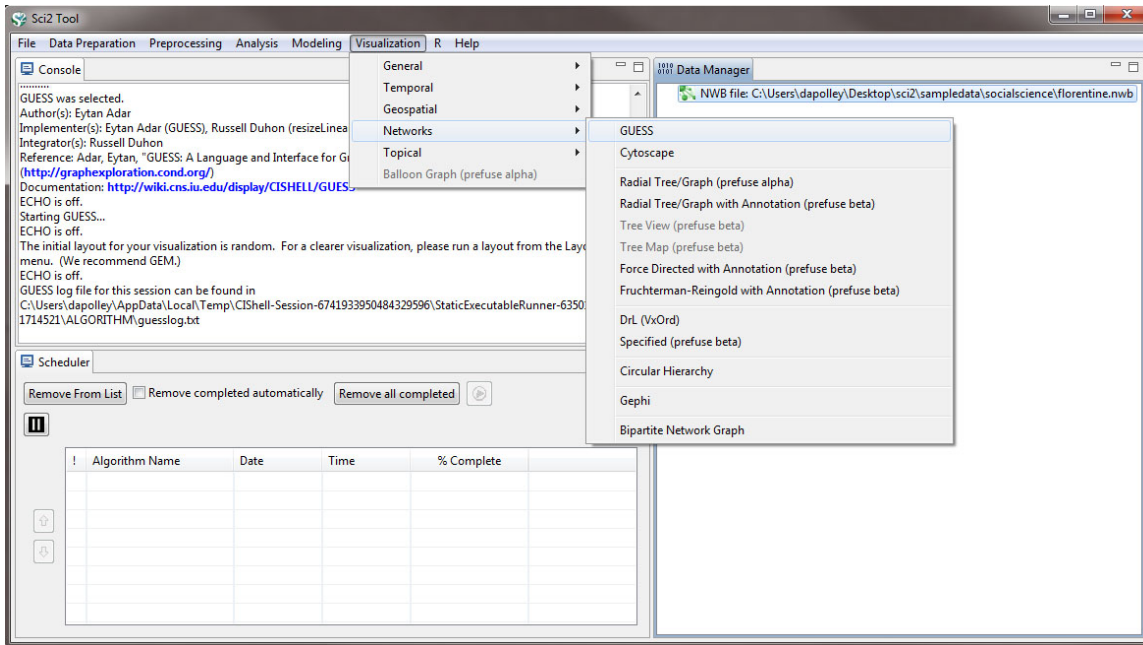 Sci2 Tool
File Data Preparation Preprocessing Analysis Modeling Visualization R Help
Console
GUESS was selected.
Author(s): Eytan Adar
Implementer(s): Eytan Adar (GUESS), Russell Duhon (resizeLinea
Integrator(s): Russell Duhon
Reference: Adar, Eytan, "GUESS: A Language and Interface for Gr
(http://graphexploration.cond.org/)
Documentation: http://wiki.cns.iu.edu/display/CISHELL/GUESS
ECHO is off.
Starting GUESS...
ECHO is off.
The initial layout for your visualization is random. For a clearer visualization, please run a layout from the Layo
menu. (We recommend GEM.)
ECHO is off.
GUESS log file for this session can be found in
C:\Users\dapolley\AppData\Local\Temp\CIShell-Session-6741933950484329596\StaticExecutableRunner-6350
1714521\ALGORITHM\guesslog.txt
General
Temporal
Geospatial
Networks
Topical
Balloon Graph (prefuse alpha)
GUESS
Cytoscape
Radial Tree/Graph (prefuse alpha)
Radial Tree/Graph with Annotation (prefuse beta)
Tree View (prefuse beta)
Tree Map (prefuse beta)
Force Directed with Annotation (prefuse beta)
Fruchterman-Reingold with Annotation (prefuse beta)
DrL (VxOrd)
Specified (prefuse beta)
Circular Hierarchy
Gephi
Bipartite Network Graph
Data Manager
NWB file: C:\Users\dapolley\Desktop\sci2\sampledata\socialscience\florentine.nwb
Scheduler
Remove From List Remove completed automatically Remove all completed
! Algorithm Name Date Time % Complete